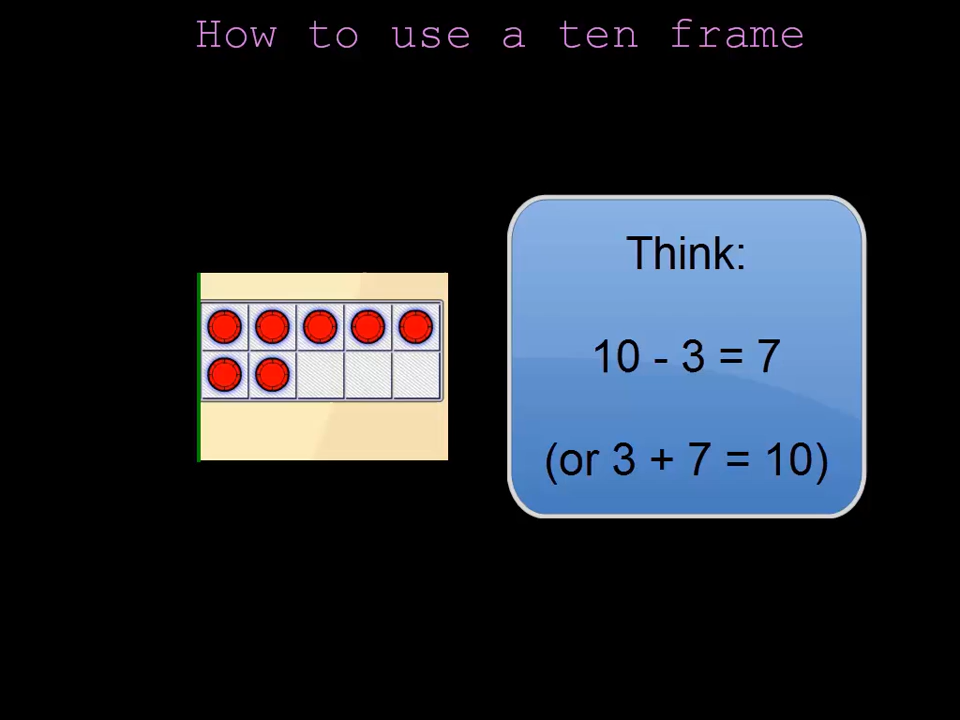 How to use a ten frame
Think:
10 - 3 = 7
(or 3 + 7 = 10)